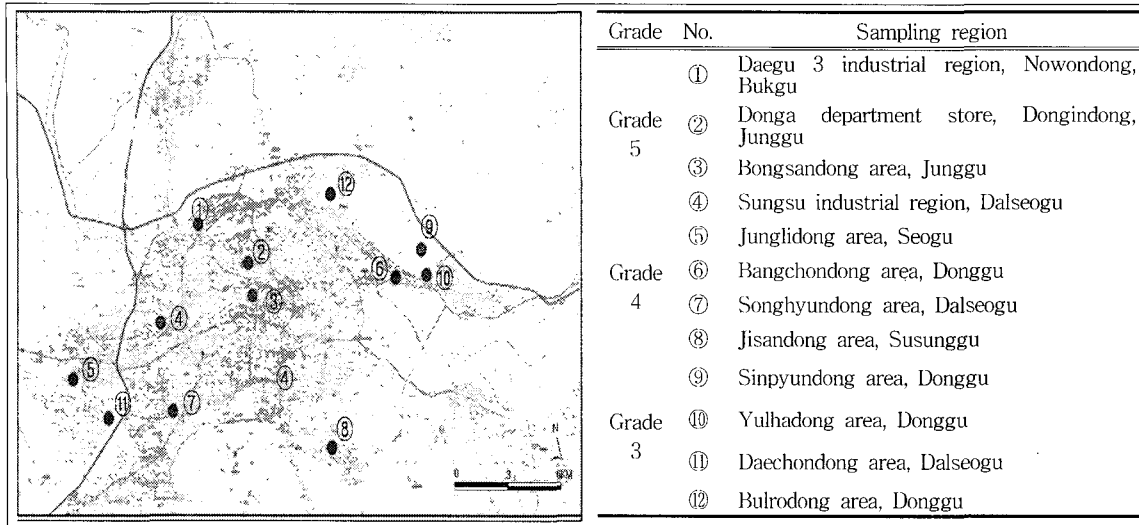 ⑫
①
⑨
②
⑥
⑩
③
④
④
⑤
⑦
⑪
⑧
N
0 3 6KM
Grade No. Sampling region
① Daegu 3 industrial region, Nowondong,
Bukgu
Grade
5
② Donga department store, Dongindong,
Junggu
③ Bongsandong area, Junggu
④ Sungsu industrial region, Dalseogu
⑤ Junglidong area, Seogu
Grade
4
⑥ Bangchondong area, Donggu
⑦ Songhyundong area, Dalseogu
⑧ Jisandong area, Susunggu
⑨ Sinpyundong area, Donggu
Grade
3
⑩ Yulhadong area, Donggu
⑪ Daechondong area, Dalseogu
⑫ Bulrodong area, Donggu